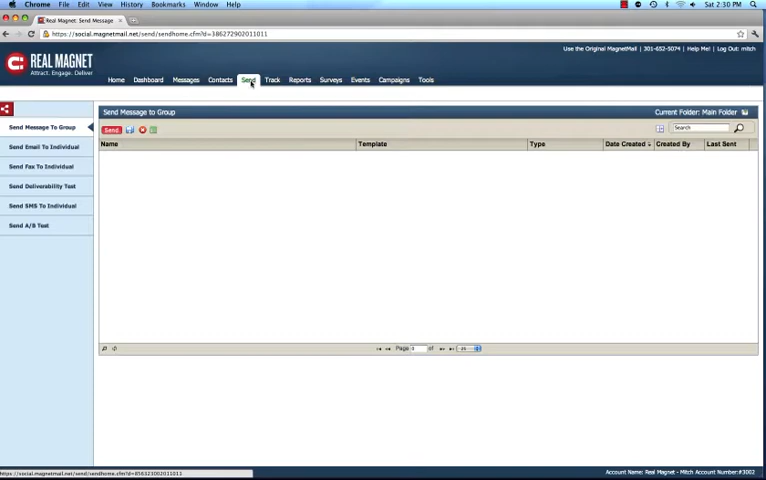 Chrome File Edit View History Bookmarks Window Help Sat 2:30 PM
Real Magnet: Send Message
https://social.magnetmail.net/send/sendhome.cfm?d=386272902011011
Use the Original MagnetMail | 301-652-5074 | Help Me! | Log Out: mitch
REAL MAGNET
Attract. Engage. Deliver
Home Dashboard Messages Contacts Send Track Reports Surveys Events Campaigns Tools
Send Message To Group
Send Email To Individual
Send Fax To Individual
Send Deliverability Test
Send SMS To Individual
Send A/B Test
Send Message to Group Current Folder: Main Folder
Send Search
Name Template Type Date Created Created By Last Sent
Page of
Account Name: Real Magnet - Mitch Account Number:#3002